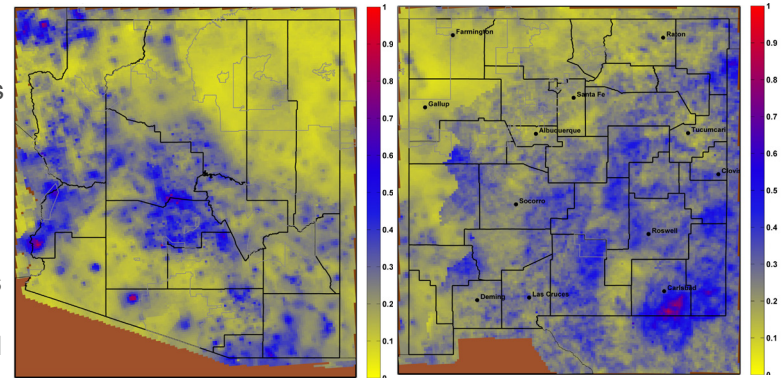 1
0.9
0.8
0.7
0.6
0.5
0.4
0.3
0.2
0.1
0
Farmington
Raton
Santa Fe
Gallup
Albuquerque
Tucumcari
Clovi
Socorro
Roswell
Carlsbad
Las Cruces
Deming
1
0.9
0.8
0.7
0.6
0.5
0.4
0.3
0.2
0.1
0